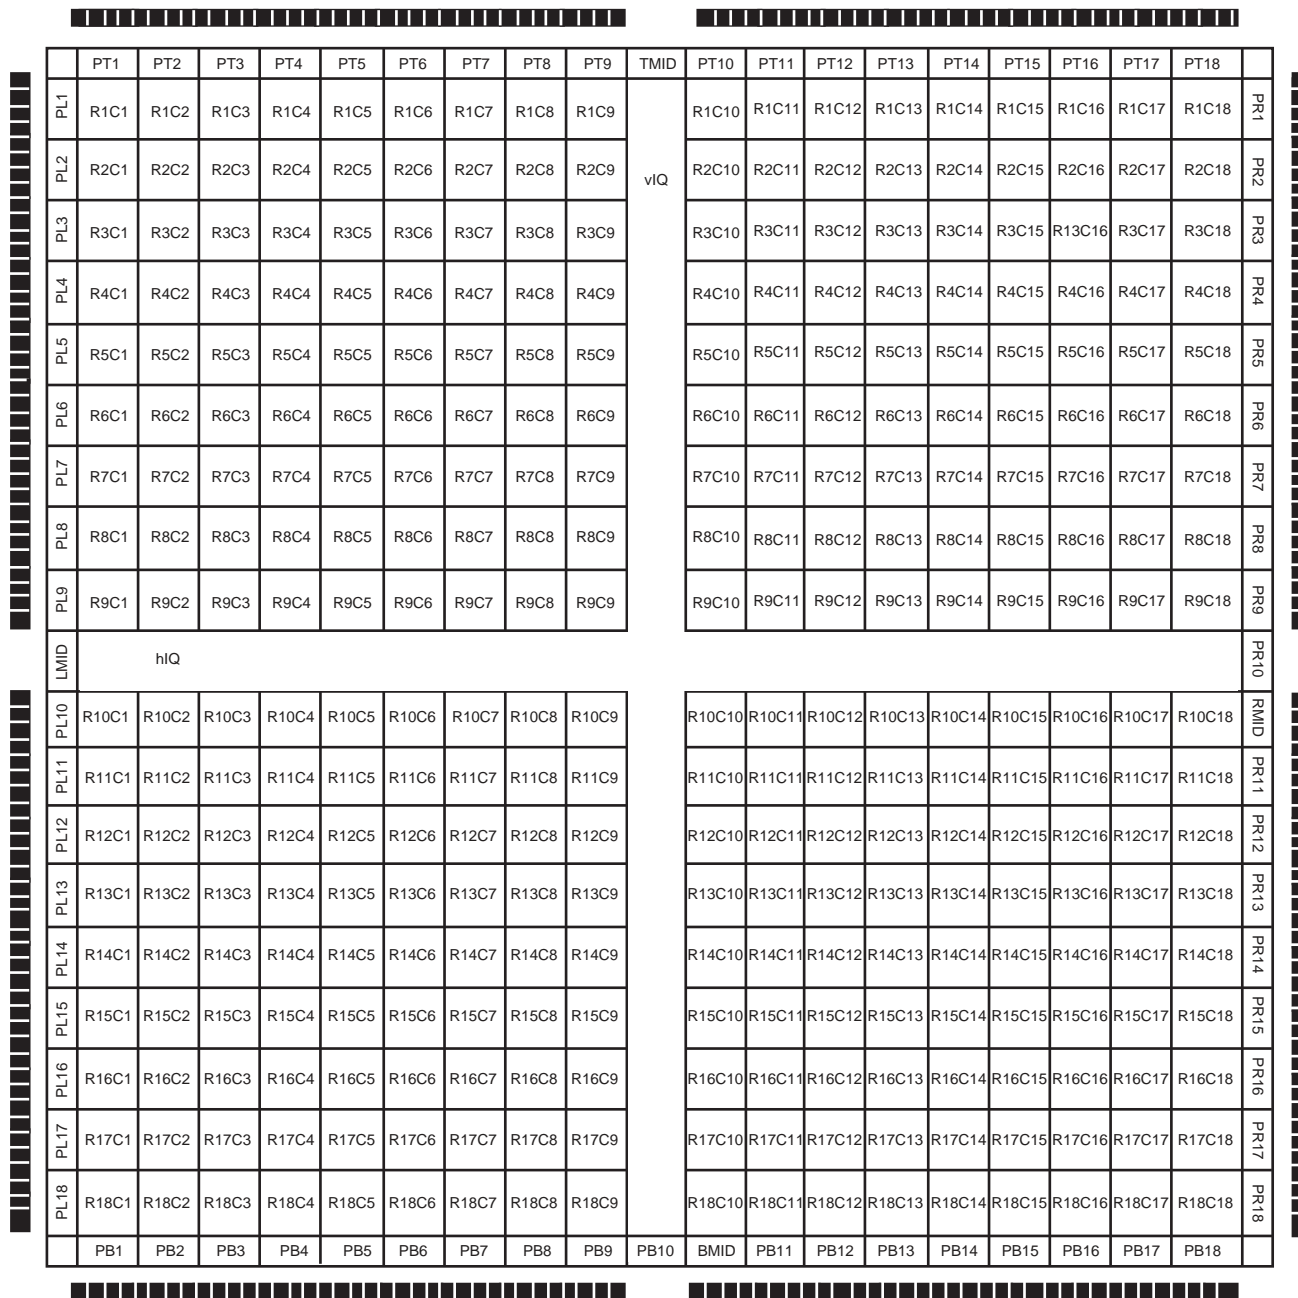 PT1 PT2 PT3 PT4 PT5 PT6 PT7 PT8 PT9 TMID PT10 PT11 PT12 PT13 PT14 PT15 PT16 PT17 PT18
PL1 R1C1 R1C2 R1C3 R1C4 R1C5 R1C6 R1C7 R1C8 R1C9 R1C10 R1C11 R1C12 R1C13 R1C14 R1C15 R1C16 R1C17 R1C18 PR1
PL2 R2C1 R2C2 R2C3 R2C4 R2C5 R2C6 R2C7 R2C8 R2C9 vIQ R2C10 R2C11 R2C12 R2C13 R2C14 R2C15 R2C16 R2C17 R2C18 PR2
PL3 R3C1 R3C2 R3C3 R3C4 R3C5 R3C6 R3C7 R3C8 R3C9 R3C10 R3C11 R3C12 R3C13 R3C14 R3C15 R13C16 R3C17 R3C18 PR3
PL4 R4C1 R4C2 R4C3 R4C4 R4C5 R4C6 R4C7 R4C8 R4C9 R4C10 R4C11 R4C12 R4C13 R4C14 R4C15 R4C16 R4C17 R4C18 PR4
PL5 R5C1 R5C2 R5C3 R5C4 R5C5 R5C6 R5C7 R5C8 R5C9 R5C10 R5C11 R5C12 R5C13 R5C14 R5C15 R5C16 R5C17 R5C18 PR5
PL6 R6C1 R6C2 R6C3 R6C4 R6C5 R6C6 R6C7 R6C8 R6C9 R6C10 R6C11 R6C12 R6C13 R6C14 R6C15 R6C16 R6C17 R6C18 PR6
PL7 R7C1 R7C2 R7C3 R7C4 R7C5 R7C6 R7C7 R7C8 R7C9 R7C10 R7C11 R7C12 R7C13 R7C14 R7C15 R7C16 R7C17 R7C18 PR7
PL8 R8C1 R8C2 R8C3 R8C4 R8C5 R8C6 R8C7 R8C8 R8C9 R8C10 R8C11 R8C12 R8C13 R8C14 R8C15 R8C16 R8C17 R8C18 PR8
PL9 R9C1 R9C2 R9C3 R9C4 R9C5 R9C6 R9C7 R9C8 R9C9 R9C10 R9C11 R9C12 R9C13 R9C14 R9C15 R9C16 R9C17 R9C18 PR9
LMID hIQ PR10
PL10 R10C1 R10C2 R10C3 R10C4 R10C5 R10C6 R10C7 R10C8 R10C9 R10C10 R10C11 R10C12 R10C13 R10C14 R10C15 R10C16 R10C17 R10C18 RMID
PL11 R11C1 R11C2 R11C3 R11C4 R11C5 R11C6 R11C7 R11C8 R11C9 R11C10 R11C11 R11C12 R11C13 R11C14 R11C15 R11C16 R11C17 R11C18 PR11
PL12 R12C1 R12C2 R12C3 R12C4 R12C5 R12C6 R12C7 R12C8 R12C9 R12C10 R12C11 R12C12 R12C13 R12C14 R12C15 R12C16 R12C17 R12C18 PR12
PL13 R13C1 R13C2 R13C3 R13C4 R13C5 R13C6 R13C7 R13C8 R13C9 R13C10 R13C11 R13C12 R13C13 R13C14 R13C15 R13C16 R13C17 R13C18 PR13
PL14 R14C1 R14C2 R14C3 R14C4 R14C5 R14C6 R14C7 R14C8 R14C9 R14C10 R14C11 R14C12 R14C13 R14C14 R14C15 R14C16 R14C17 R14C18 PR14
PL15 R15C1 R15C2 R15C3 R15C4 R15C5 R15C6 R15C7 R15C8 R15C9 R15C10 R15C11 R15C12 R15C13 R15C14 R15C15 R15C16 R15C17 R15C18 PR15
PL16 R16C1 R16C2 R16C3 R16C4 R16C5 R16C6 R16C7 R16C8 R16C9 R16C10 R16C11 R16C12 R16C13 R16C14 R16C15 R16C16 R16C17 R16C18 PR16
PL17 R17C1 R17C2 R17C3 R17C4 R17C5 R17C6 R17C7 R17C8 R17C9 R17C10 R17C11 R17C12 R17C13 R17C14 R17C15 R17C16 R17C17 R17C18 PR17
PL18 R18C1 R18C2 R18C3 R18C4 R18C5 R18C6 R18C7 R18C8 R18C9 R18C10 R18C11 R18C12 R18C13 R18C14 R18C15 R18C16 R18C17 R18C18 PR18
PB1 PB2 PB3 PB4 PB5 PB6 PB7 PB8 PB9 PB10 BMID PB11 PB12 PB13 PB14 PB15 PB16 PB17 PB18